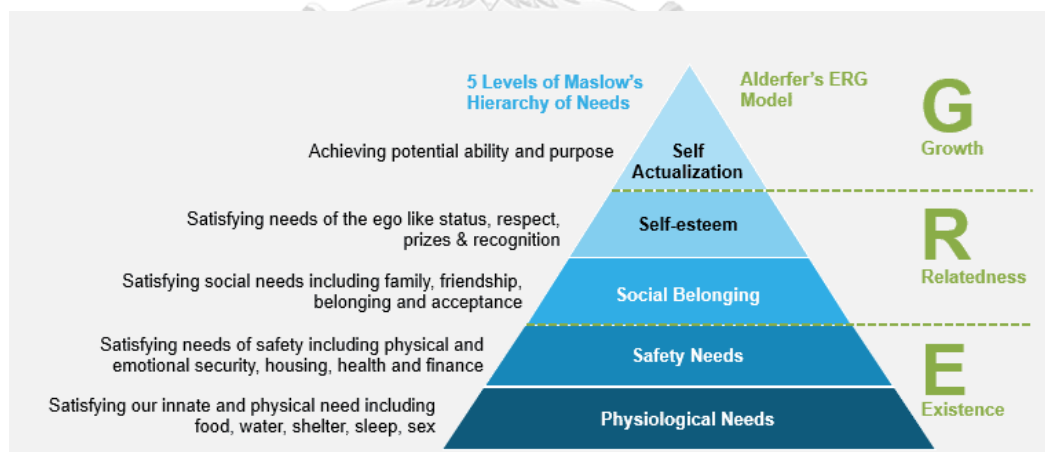 5 Levels of Maslow's
Hierarchy of Needs
Alderfer's ERG
Model
G
Growth
Achieving potential ability and purpose
Self
Actualization
Satisfying needs of the ego like status, respect,
prizes & recognition
Self-esteem
R
Relatedness
Satisfying social needs including family, friendship,
belonging and acceptance
Social Belonging
Satisfying needs of safety including physical and
emotional security, housing, health and finance
Safety Needs
E
Existence
Satisfying our innate and physical need including
food, water, shelter, sleep, sex
Physiological Needs